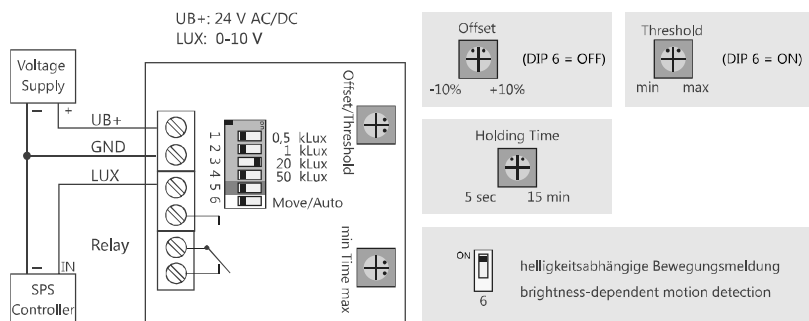 UB+: 24 V AC/DC
LUX: 0-10 V
Voltage
Supply
− +
UB+
GND
LUX
Relay
− IN
SPS
Controller
on
1
2
3
4
5
6
0,5 kLux
1 kLux
20 kLux
50 kLux
Move/Auto
Offset/Threshold
min Time max
Offset
(DIP 6 = OFF)
-10% +10%
Threshold
(DIP 6 = ON)
min max
Holding Time
5 sec 15 min
ON
6
helligkeitsabhängige Bewegungsmeldung
brightness-dependent motion detection